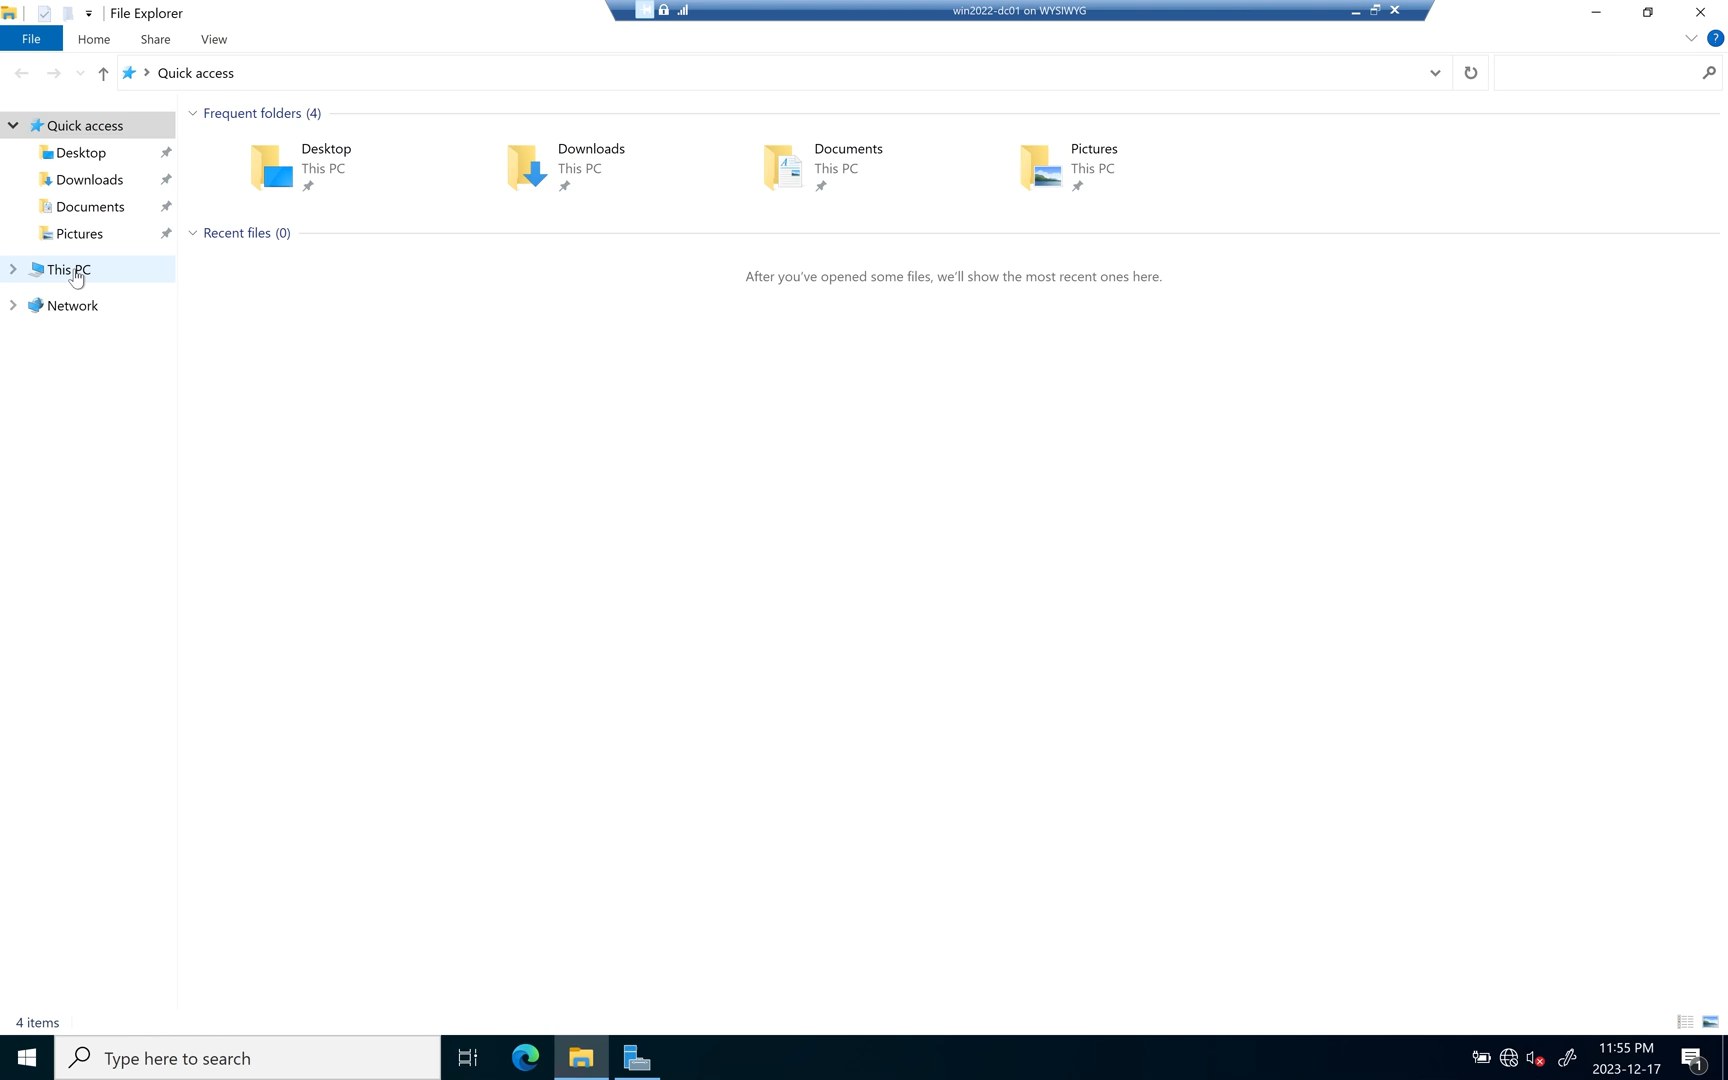 File Explorer
win2022-dc01 on WYSIWYG
File
Home
Share
View
?
Quick access
Quick access
Desktop
Downloads
Documents
Pictures
This PC
Network
Frequent folders (4)
Desktop
This PC
Downloads
This PC
Documents
This PC
Pictures
This PC
Recent files (0)
After you've opened some files, we'll show the most recent ones here.
4 items
Type here to search
11:55 PM
2023-12-17
1